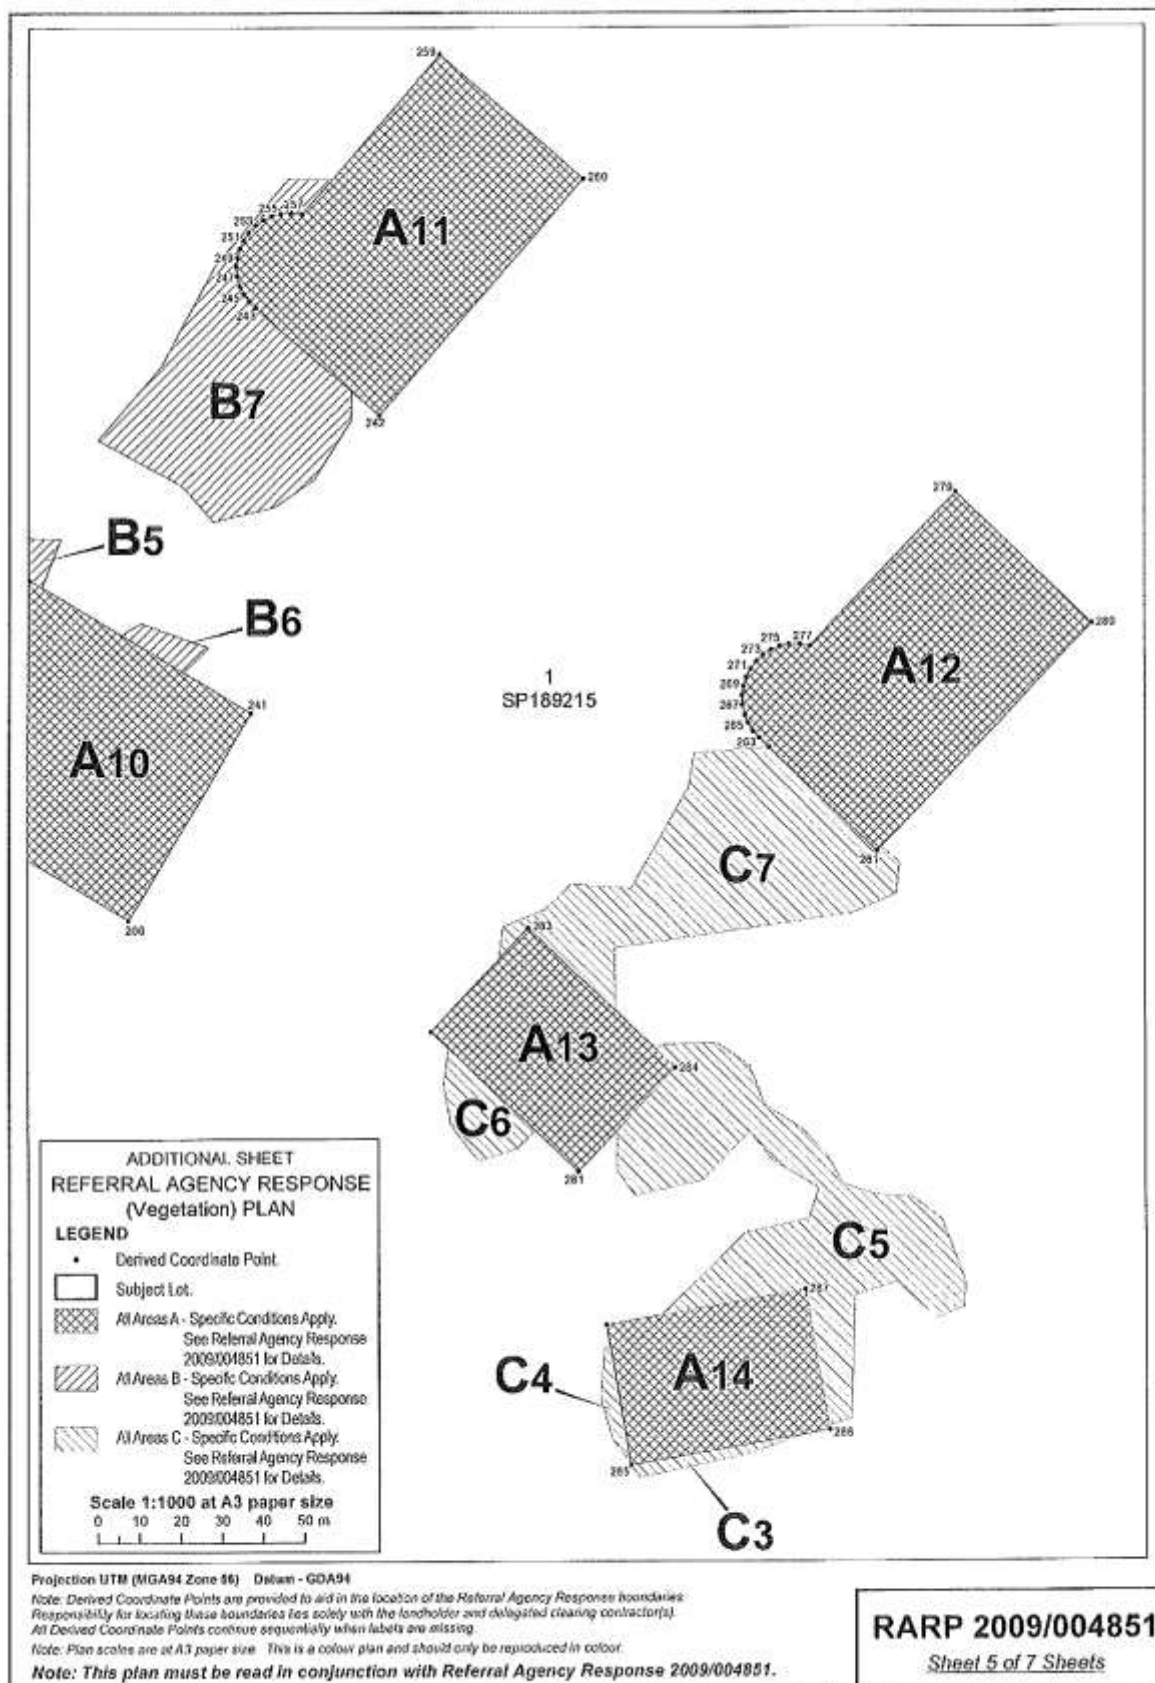 259
260
A11
257
255
253
251
249
247
245
243
B7
242
279
B5
280
B6
277
275
273
271
A12
1
SP189215
269
267
241
265
263
A10
C7
261
200
283
A13
284
C6
281
C5
287
C4
A14
286
285
C3
ADDITIONAL SHEET
REFERRAL AGENCY RESPONSE
(Vegetation) PLAN
LEGEND
Derived Coordinate Point.
Subject Lot.
All Areas A - Specific Conditions Apply.
See Referral Agency Response
2009/004851 for Details.
All Areas B - Specific Conditions Apply.
See Referral Agency Response
2009/004851 for Details.
All Areas C - Specific Conditions Apply.
See Referral Agency Response
2009/004851 for Details.
Scale 1:1000 at A3 paper size
0 10 20 30 40 50 m
Projection UTM (MGA94 Zone 56) Datum - GDA94
Note: Derived Coordinate Points are provided to aid in the location of the Referral Agency Response boundaries
Responsibility for locating these boundaries lies solely with the landholder and delegated clearing contractor(s).
All Derived Coordinate Points continue sequentially when labels are missing.
Note: Plan scales are at A3 paper size This is a colour plan and should only be reproduced in colour.
Note: This plan must be read in conjunction with Referral Agency Response 2009/004851.
RARP 2009/004851
Sheet 5 of 7 Sheets